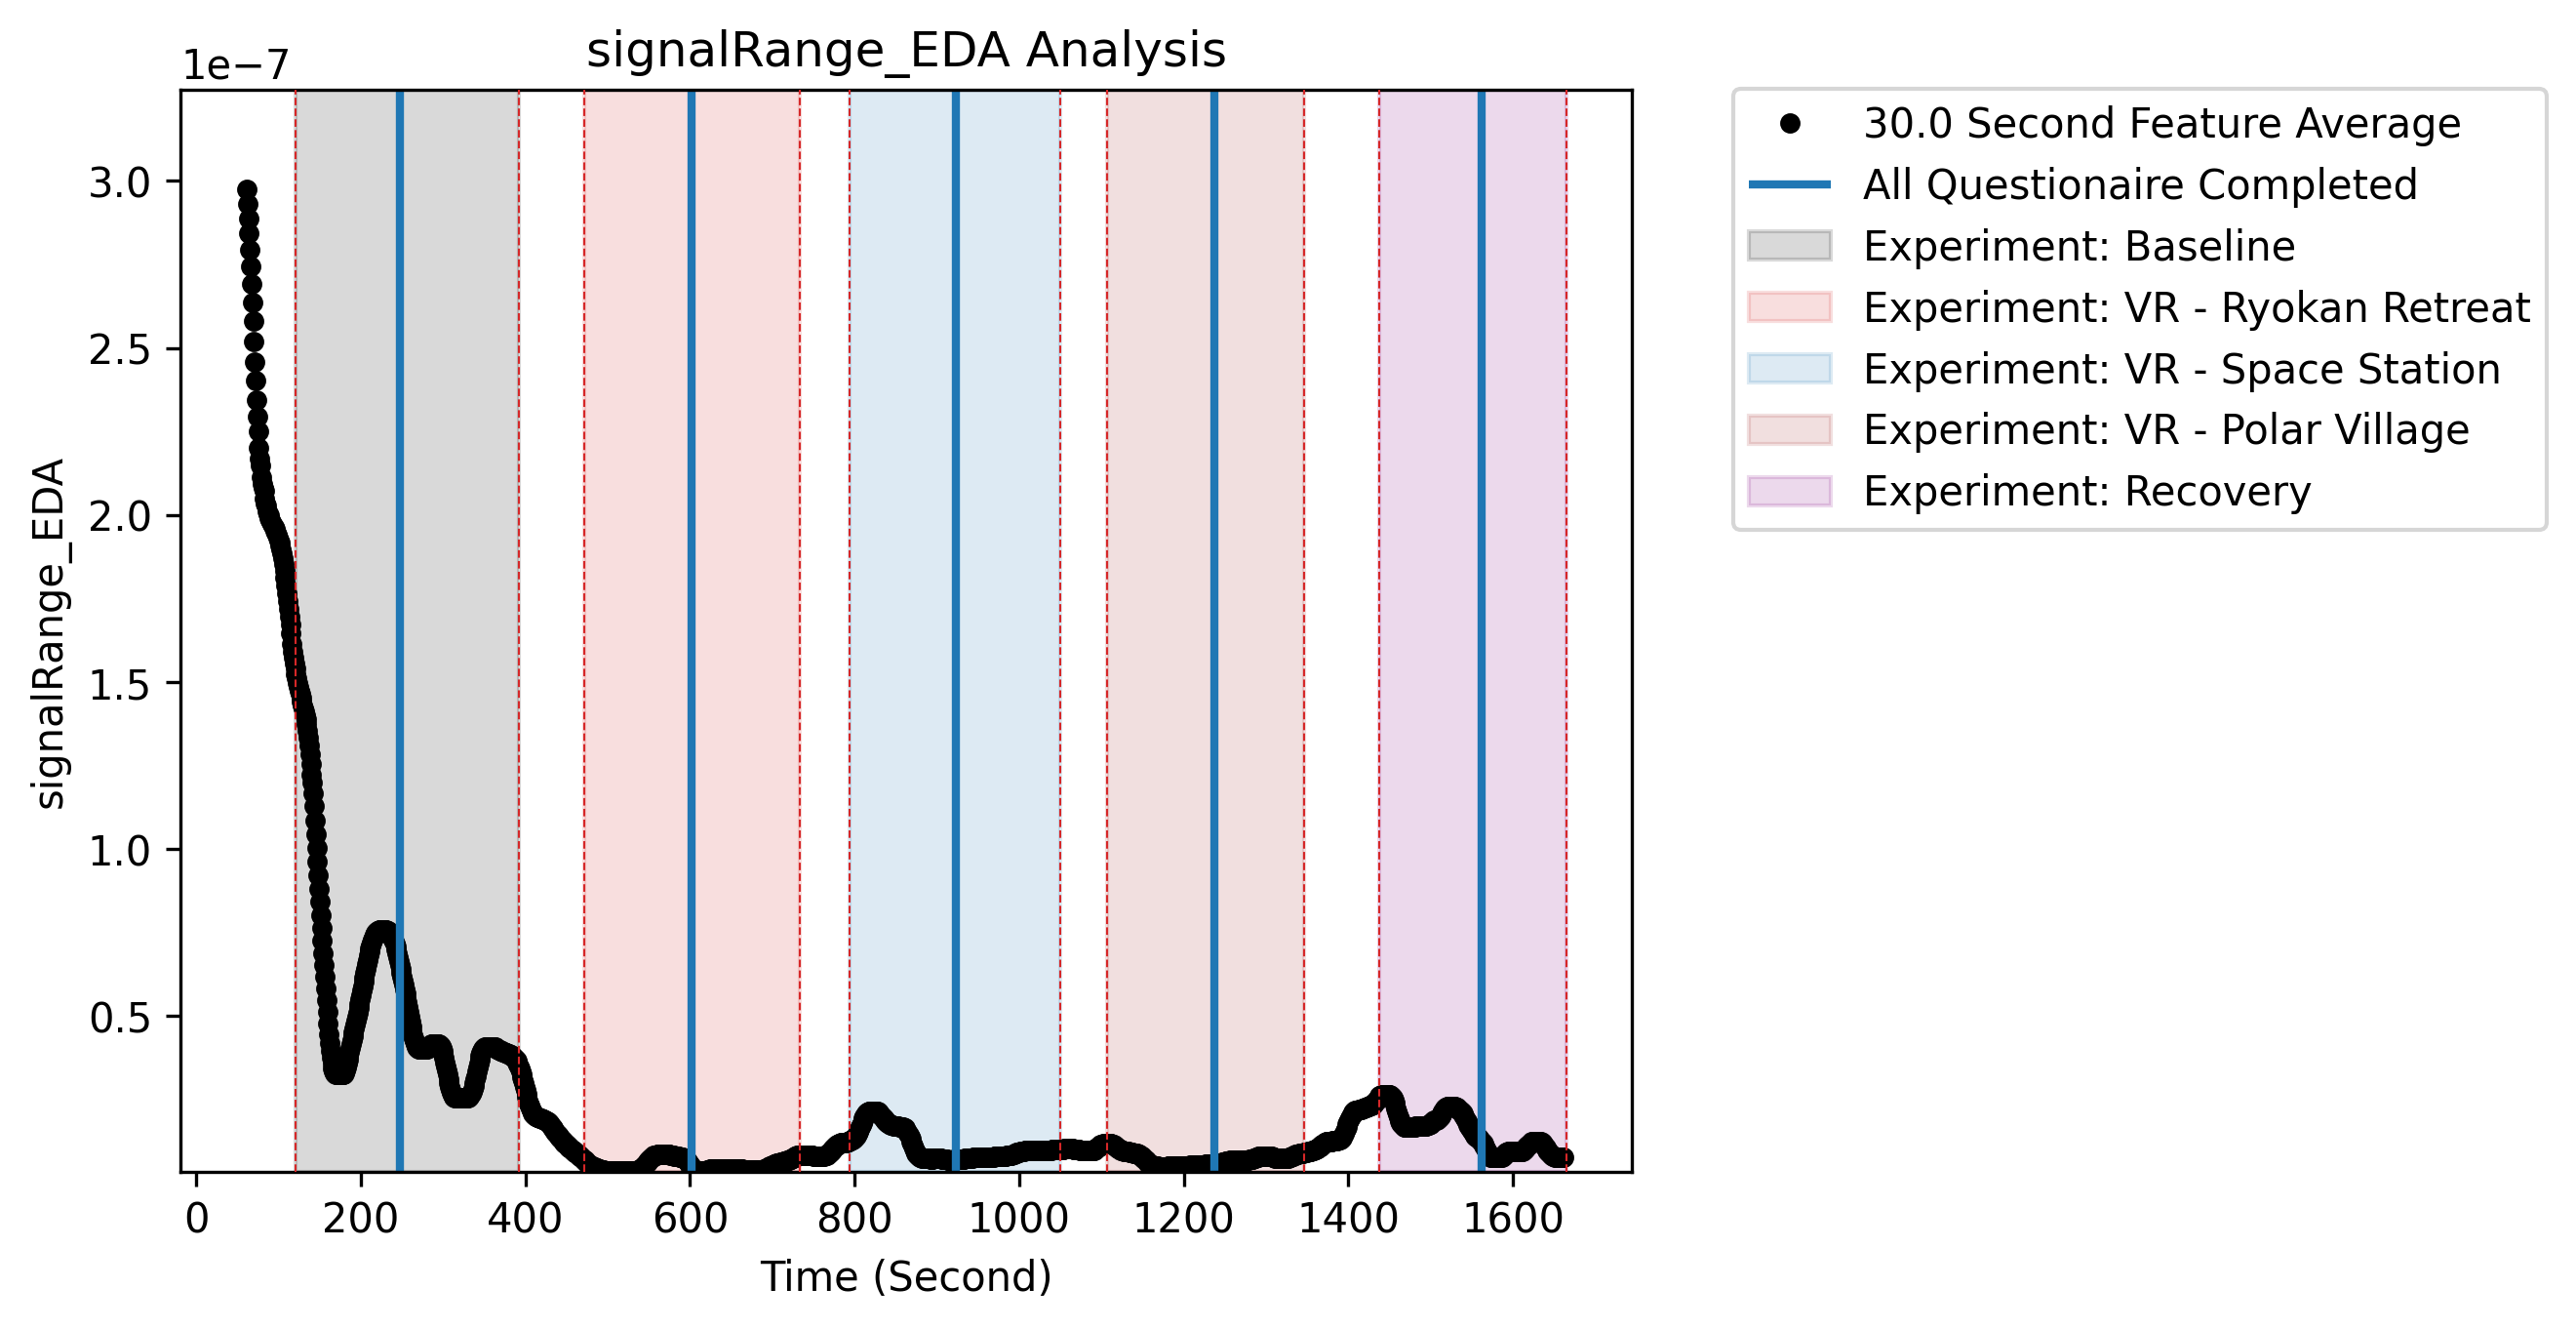 signalRange_EDA Analysis
1e−7
3.0
2.5
2.0
1.5
1.0
0.5
signalRange_EDA
0 200 400 600 800 1000 1200 1400 1600
Time (Second)
30.0 Second Feature Average
All Questionaire Completed
Experiment: Baseline
Experiment: VR - Ryokan Retreat
Experiment: VR - Space Station
Experiment: VR - Polar Village
Experiment: Recovery